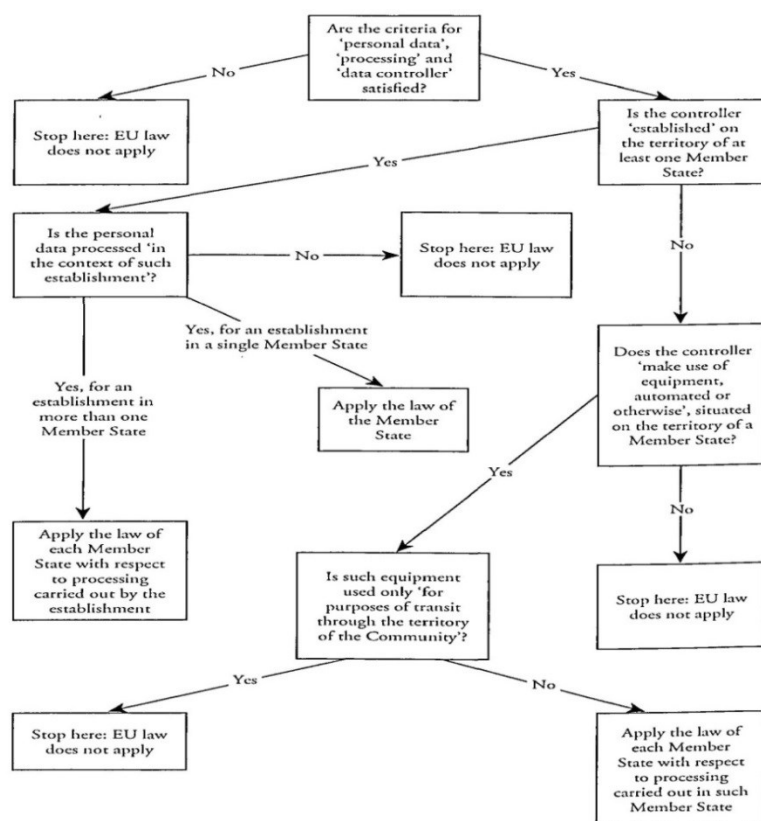 Are the criteria for
‘personal data’,
‘processing’ and
‘data controller’
satisfied?
No
Yes
Stop here: EU law
does not apply
Is the controller
‘established’ on
the territory of at
least one Member
State?
Yes
Is the personal
data processed ‘in
the context of such
establishment’?
No
Stop here: EU law
does not apply
No
Yes, for an establishment
in a single Member State
Yes, for an
establishment in
more than one
Member State
Apply the law of
the Member
State
Does the controller
‘make use of
equipment,
automated or
otherwise’, situated
on the territory of a
Member State?
Yes
No
Apply the law of
each Member
State with respect
to processing
carried out by the
establishment
Is such equipment
used only ‘for
purposes of transit
through the territory
of the Community’?
Stop here: EU law
does not apply
Yes
No
Stop here: EU law
does not apply
Apply the law of
each Member
State with respect
to processing
carried out in such
Member State